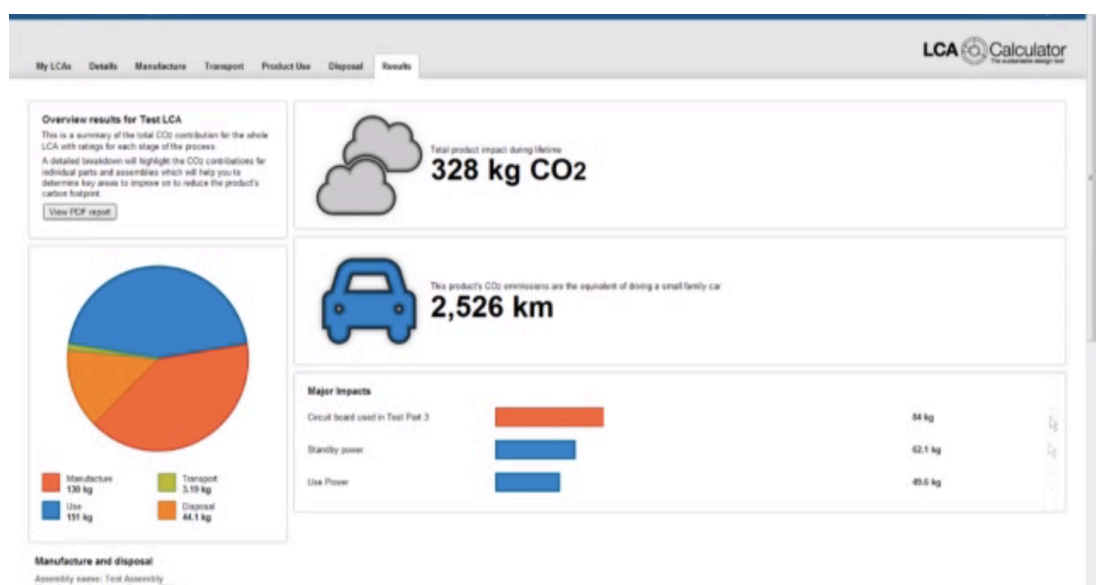 LCA Calculator
The sustainable design tool
My LCAs Details Manufacture Transport Product Use Disposal Results
Overview results for Test LCA
This is a summary of the total CO2 contribution for the whole
LCA with ratings for each stage of the process.
A detailed breakdown will highlight the CO2 contributions for
individual parts and assemblies which will help you to
determine key areas to improve on to reduce the product's
carbon footprint.
View PDF report
Total product impact during lifetime
328 kg CO2
This product's CO2 emmissions are the equivalent of driving a small family car
2,526 km
Manufacture
130 kg
Transport
3.19 kg
Use
151 kg
Disposal
44.1 kg
Major Impacts
Circuit board used in Test Part 3 84 kg
Standby power 62.1 kg
Use Power 49.6 kg
Manufacture and disposal
Assembly name: Test Assembly